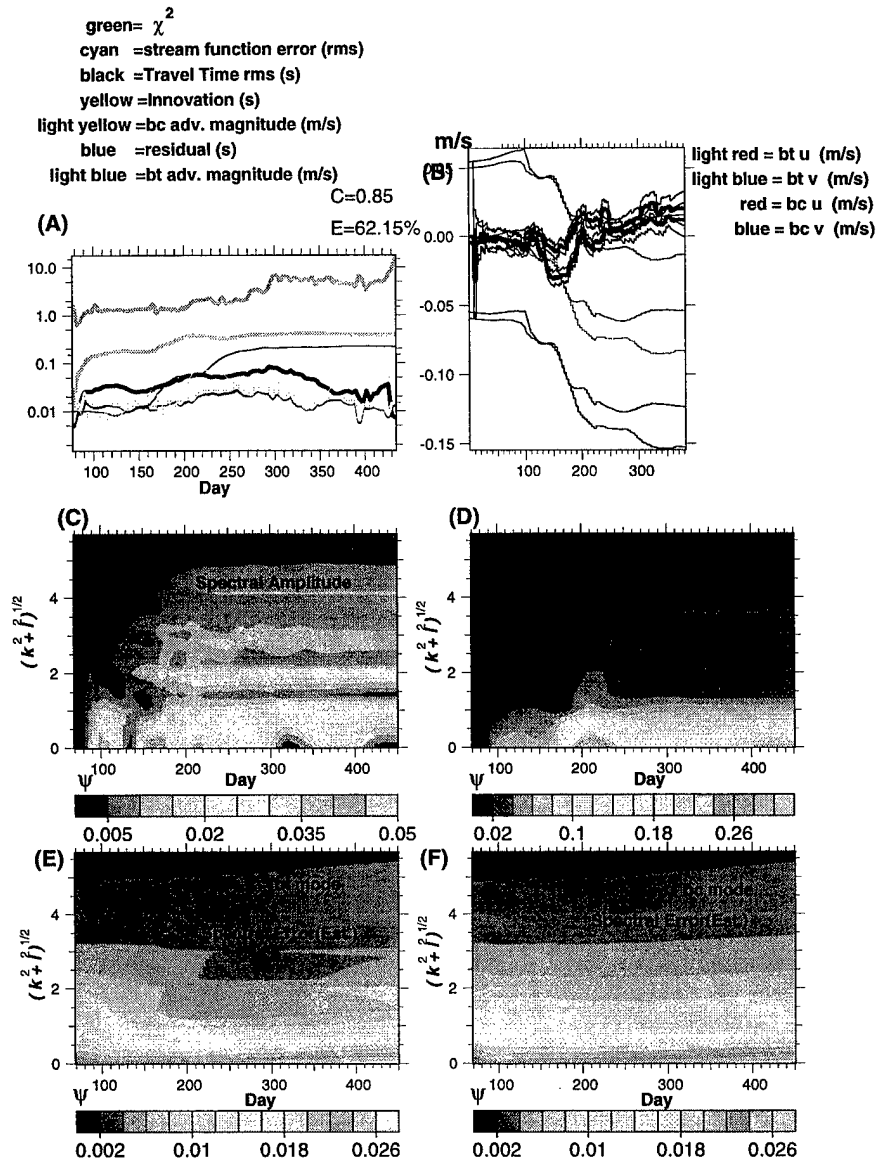 green= χ²
cyan =stream function error (rms)
black =Travel Time rms (s)
yellow =Innovation (s)
light yellow =bc adv. magnitude (m/s)
blue =residual (s)
light blue =bt adv. magnitude (m/s)
C=0.85
E=62.15%
(A)
10.0
1.0
0.1
0.01
100 150 200 250 300 350 400
Day
m/s
(B)
0.00
-0.05
-0.10
-0.15
100 200 300
light red = bt u (m/s)
light blue = bt v (m/s)
red = bc u (m/s)
blue = bc v (m/s)
(C)
Spectral Amplitude
(k²+l²)^1/2
4
2
0
100 200 300 400
Day
ψ
0.005 0.02 0.035 0.05
(D)
(k²+l²)^1/2
4
2
0
100 200 300 400
Day
ψ
0.02 0.1 0.18 0.26
(E)
mode
(k²+l²)^1/2
4
2
0
100 200 300 400
Day
ψ
0.002 0.01 0.018 0.026
(F)
bc mode
Spectral Error(Est)
(k²+l²)^1/2
4
2
0
100 200 300 400
Day
ψ
0.002 0.01 0.018 0.026